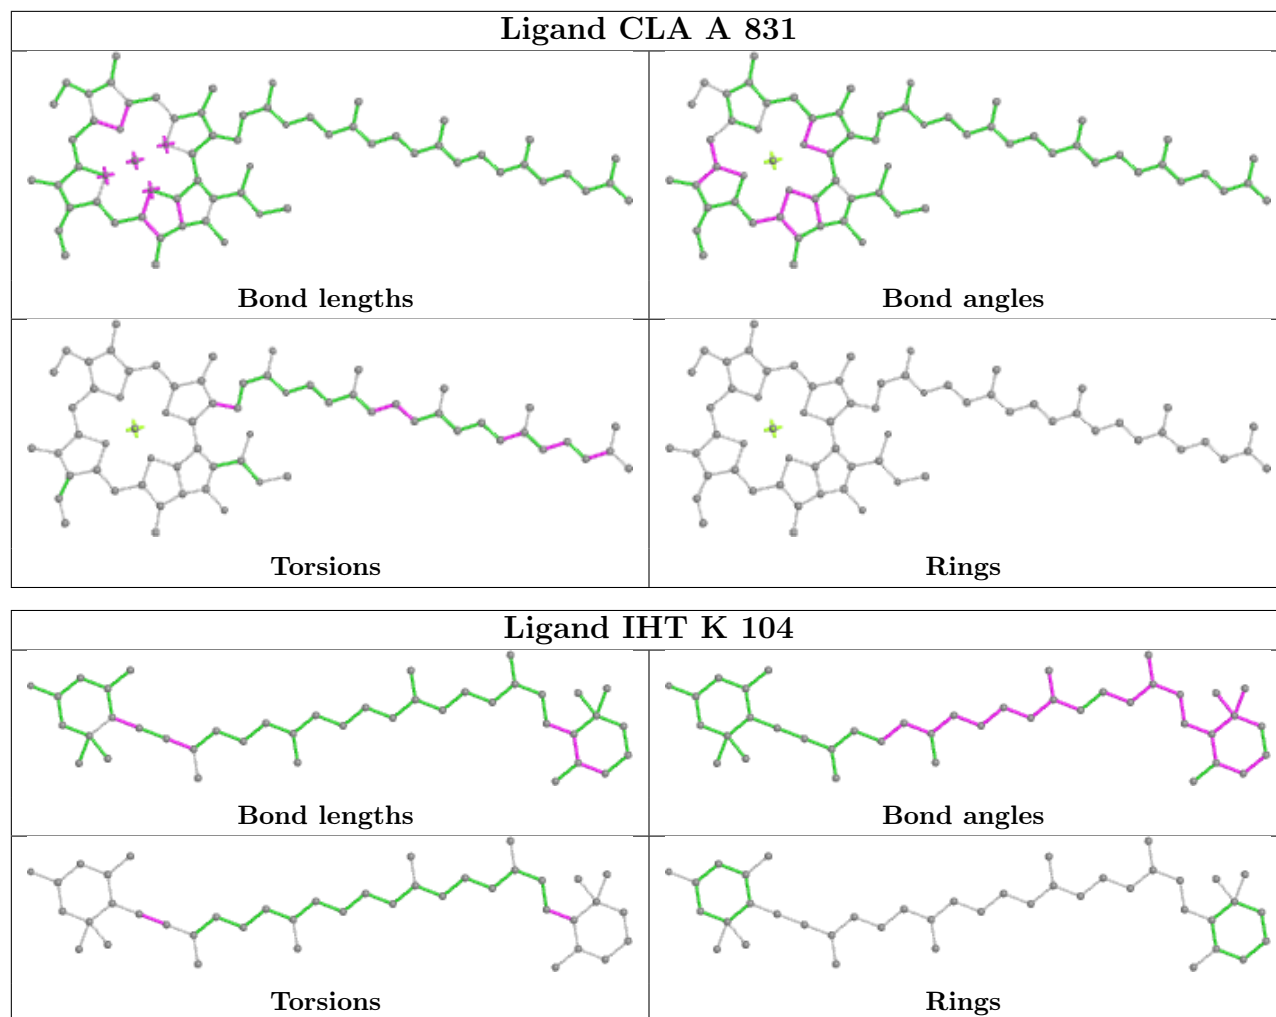 Ligand CLA A 831
Bond lengths
Bond angles
Torsions
Rings
Ligand IHT K 104
Bond lengths
Bond angles
Torsions
Rings